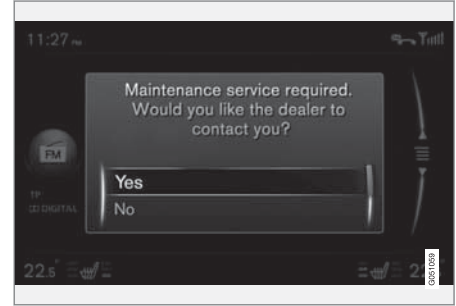 11:27
Maintenance service required.
Would you like the dealer to
contact you?
FM
Yes
TP
No
DIGITAL
22.5°
G051059